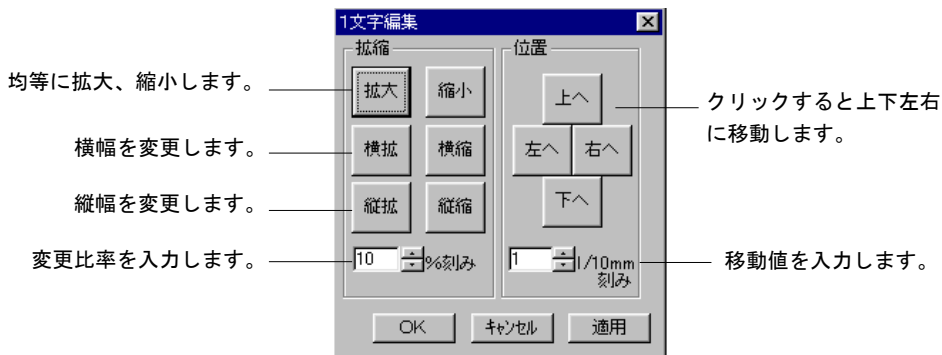 1文字編集
拡縮
位置
均等に拡大、縮小します。
拡大
縮小
上へ
クリックすると上下左右
に移動します。
横幅を変更します。
横拡
横縮
左へ
右へ
縦幅を変更します。
縦拡
縦縮
下へ
変更比率を入力します。
10
%刻み
1
1/10mm
刻み
移動値を入力します。
OK
キャンセル
適用